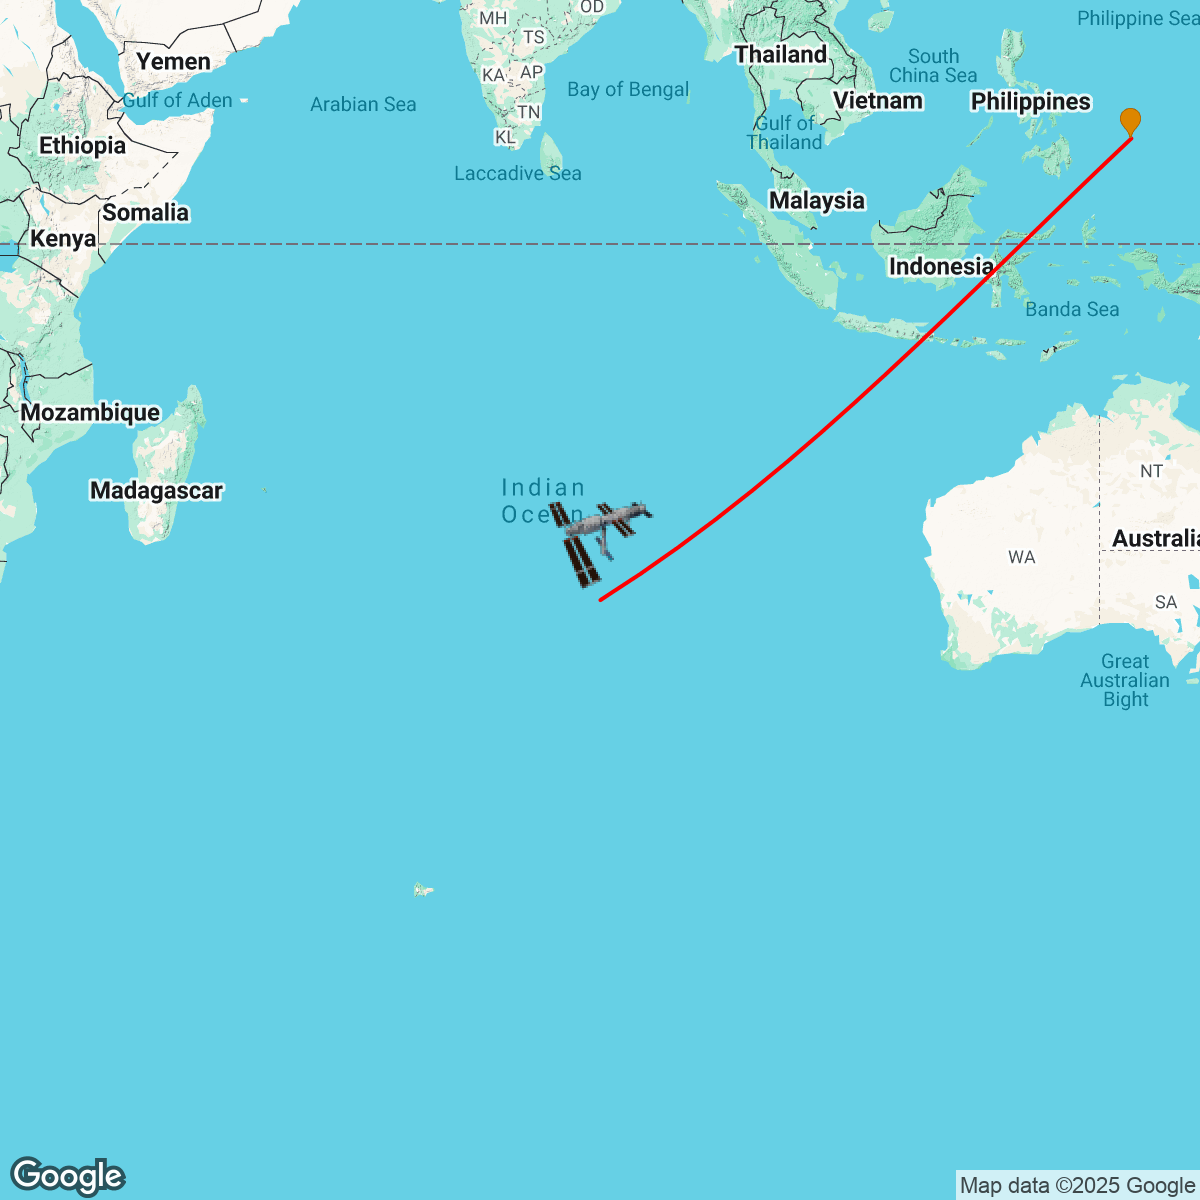 MH
OD
Philippine Sea
TS
Yemen
Thailand
South
China Sea
KA
AP
Bay of Bengal
Gulf of Aden
Arabian Sea
Vietnam
Philippines
TN
Gulf of
Thailand
KL
Ethiopia
Laccadive Sea
Malaysia
Somalia
Kenya
Indonesia
Banda Sea
Mozambique
NT
Madagascar
Indian
Ocean
Australia
WA
SA
Great
Australian
Bight
Google
Map data ©2025 Google